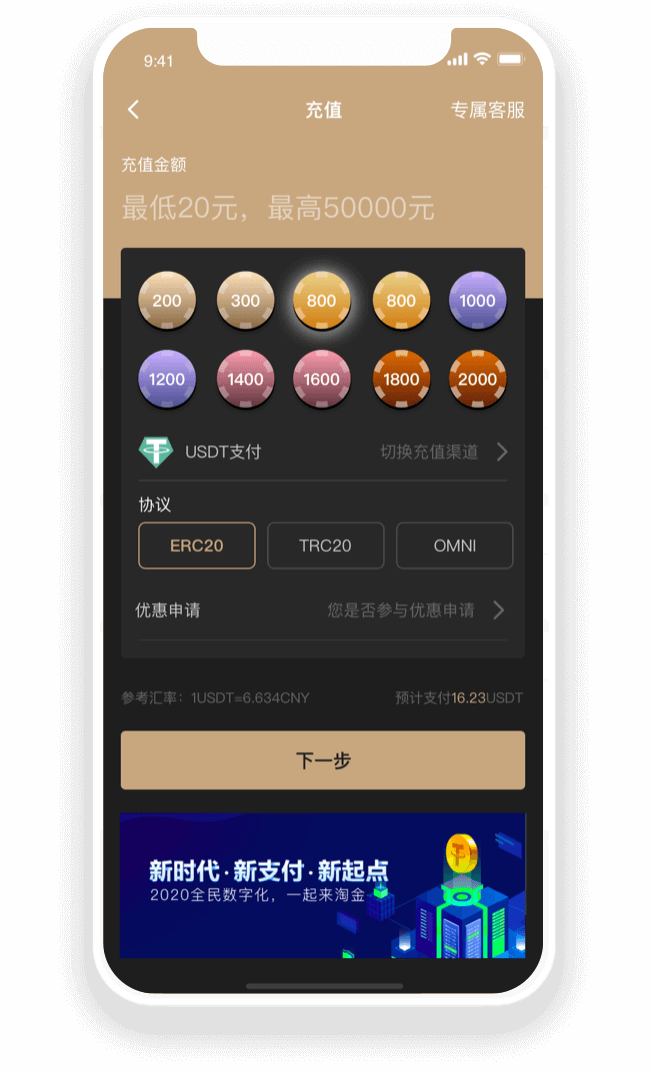 9:41
充值 专属客服
充值金额
最低20元，最高50000元
200 300 800 800 1000
1200 1400 1600 1800 2000
USDT支付 切换充值渠道
协议
ERC20 TRC20 OMNI
优惠申请 您是否参与优惠申请
参考汇率：1USDT=6.634CNY 预计支付16.23USDT
下一步
新时代·新支付·新起点
2020全民数字化，一起来淘金